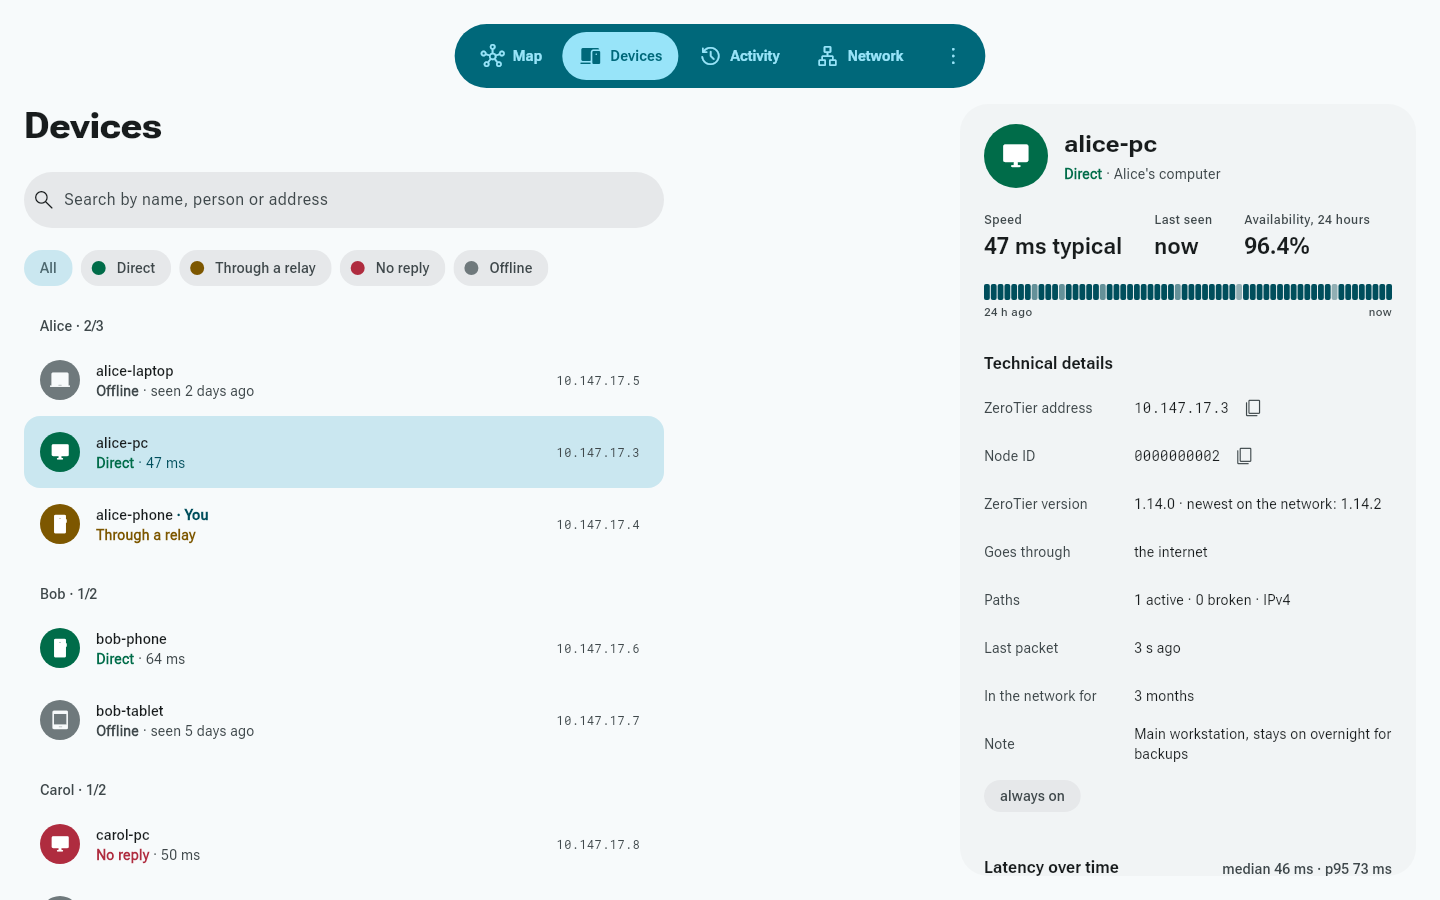 Map
Devices
Activity
Network
Devices
Search by name, person or address
All
Direct
Through a relay
No reply
Offline
Alice · 2/3
alice-laptop
Offline · seen 2 days ago
10.147.17.5
alice-pc
Direct · 47 ms
10.147.17.3
alice-phone · You
Through a relay
10.147.17.4
Bob · 1/2
bob-phone
Direct · 64 ms
10.147.17.6
bob-tablet
Offline · seen 5 days ago
10.147.17.7
Carol · 1/2
carol-pc
No reply · 50 ms
10.147.17.8
alice-pc
Direct · Alice's computer
Speed
47 ms typical
Last seen
now
Availability, 24 hours
96.4%
24 h ago
now
Technical details
ZeroTier address
10.147.17.3
Node ID
0000000002
ZeroTier version
1.14.0 · newest on the network: 1.14.2
Goes through
the internet
Paths
1 active · 0 broken · IPv4
Last packet
3 s ago
In the network for
3 months
Note
Main workstation, stays on overnight for
backups
always on
Latency over time
median 46 ms · p95 73 ms